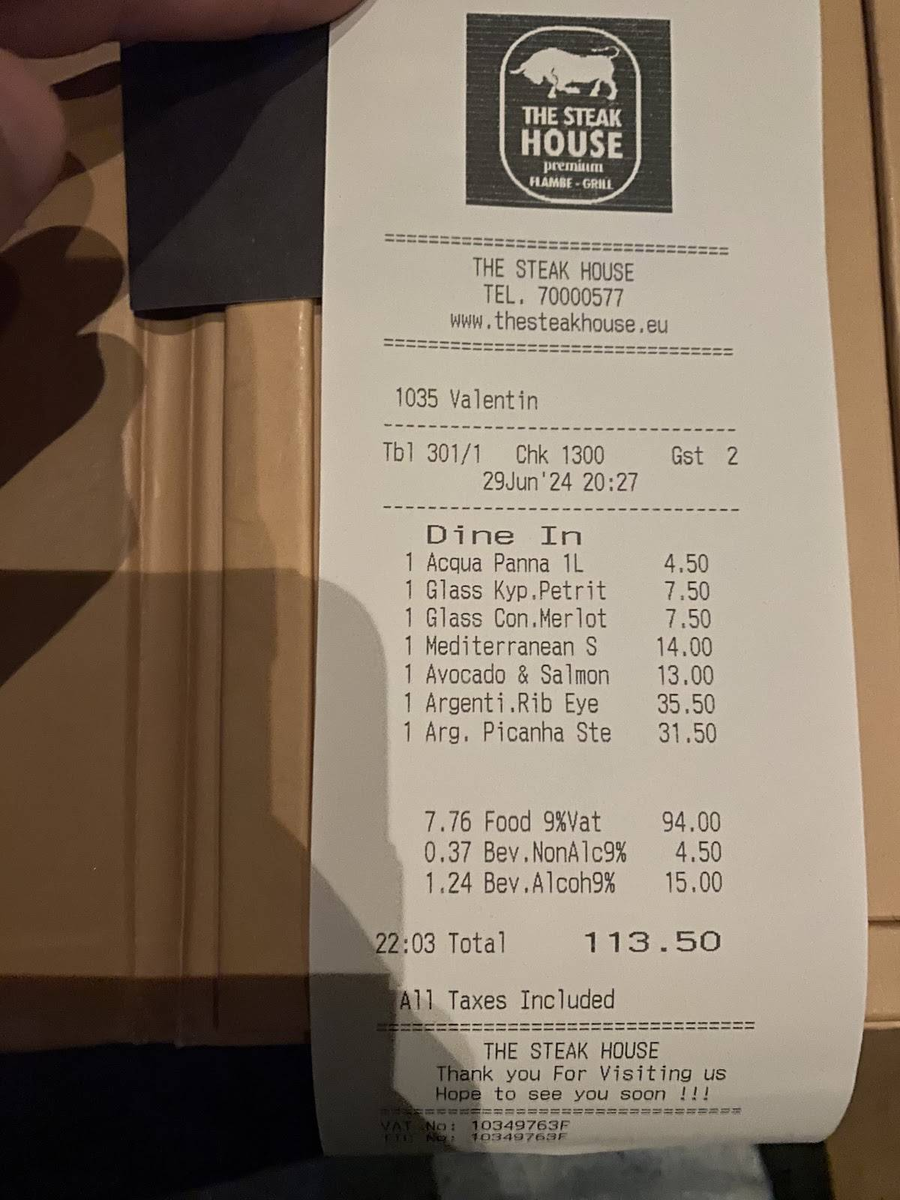 THE STEAK
HOUSE
premium
FLAMBE - GRILL
===============================
THE STEAK HOUSE
TEL. 70000577
www.thesteakhouse.eu
===============================
1035 Valentin
--------------------------------
Tbl 301/1 Chk 1300 Gst 2
29Jun'24 20:27
--------------------------------
Dine In
1 Acqua Panna 1L 4.50
1 Glass Kyp.Petrit 7.50
1 Glass Con.Merlot 7.50
1 Mediterranean S 14.00
1 Avocado & Salmon 13.00
1 Argenti.Rib Eye 35.50
1 Arg. Picanha Ste 31.50
7.76 Food 9%Vat 94.00
0.37 Bev.NonAlc9% 4.50
1.24 Bev.Alcoh9% 15.00
22:03 Total 113.50
All Taxes Included
================================
THE STEAK HOUSE
Thank you For Visiting us
Hope to see you soon !!!
================================
VAT No: 10349763F
TIC No: 10349763F